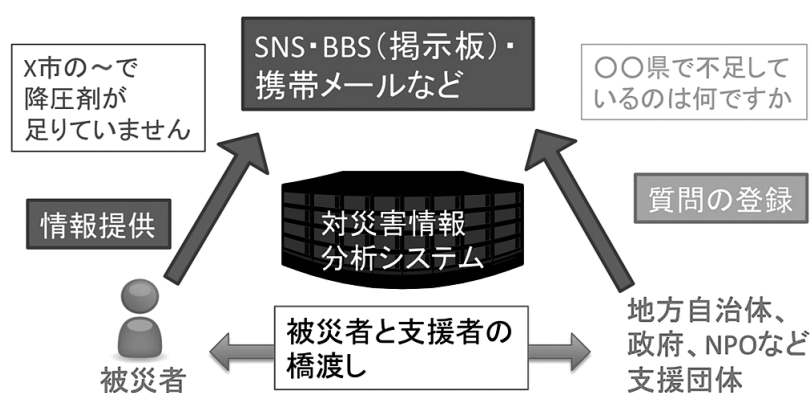 SNS・BBS(掲示板)・
携帯メールなど
X市の～で
降圧剤が
足りていません
〇〇県で不足して
いるのは何ですか
情報提供
対災害情報
分析システム
質問の登録
被災者と支援者の
橋渡し
被災者
地方自治体、
政府、NPOなど
支援団体